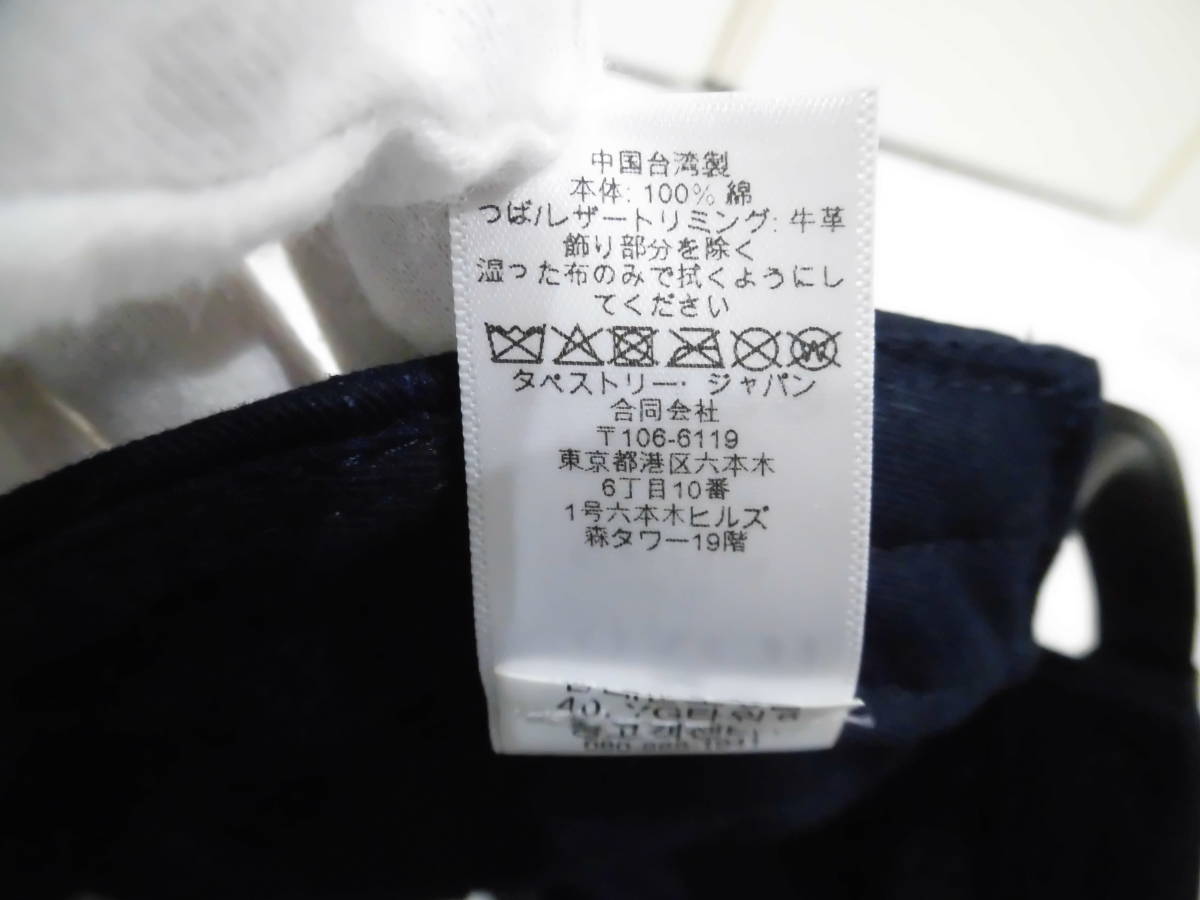 中国台湾製
本体: 100% 綿
つば/レザートリミング: 牛革
飾り部分を除く
湿った布のみで拭くようにし
てください
タペストリー・ジャパン
合同会社
〒106-6119
東京都港区六本木
6丁目10番
1号六本木ヒルズ
森タワー19階